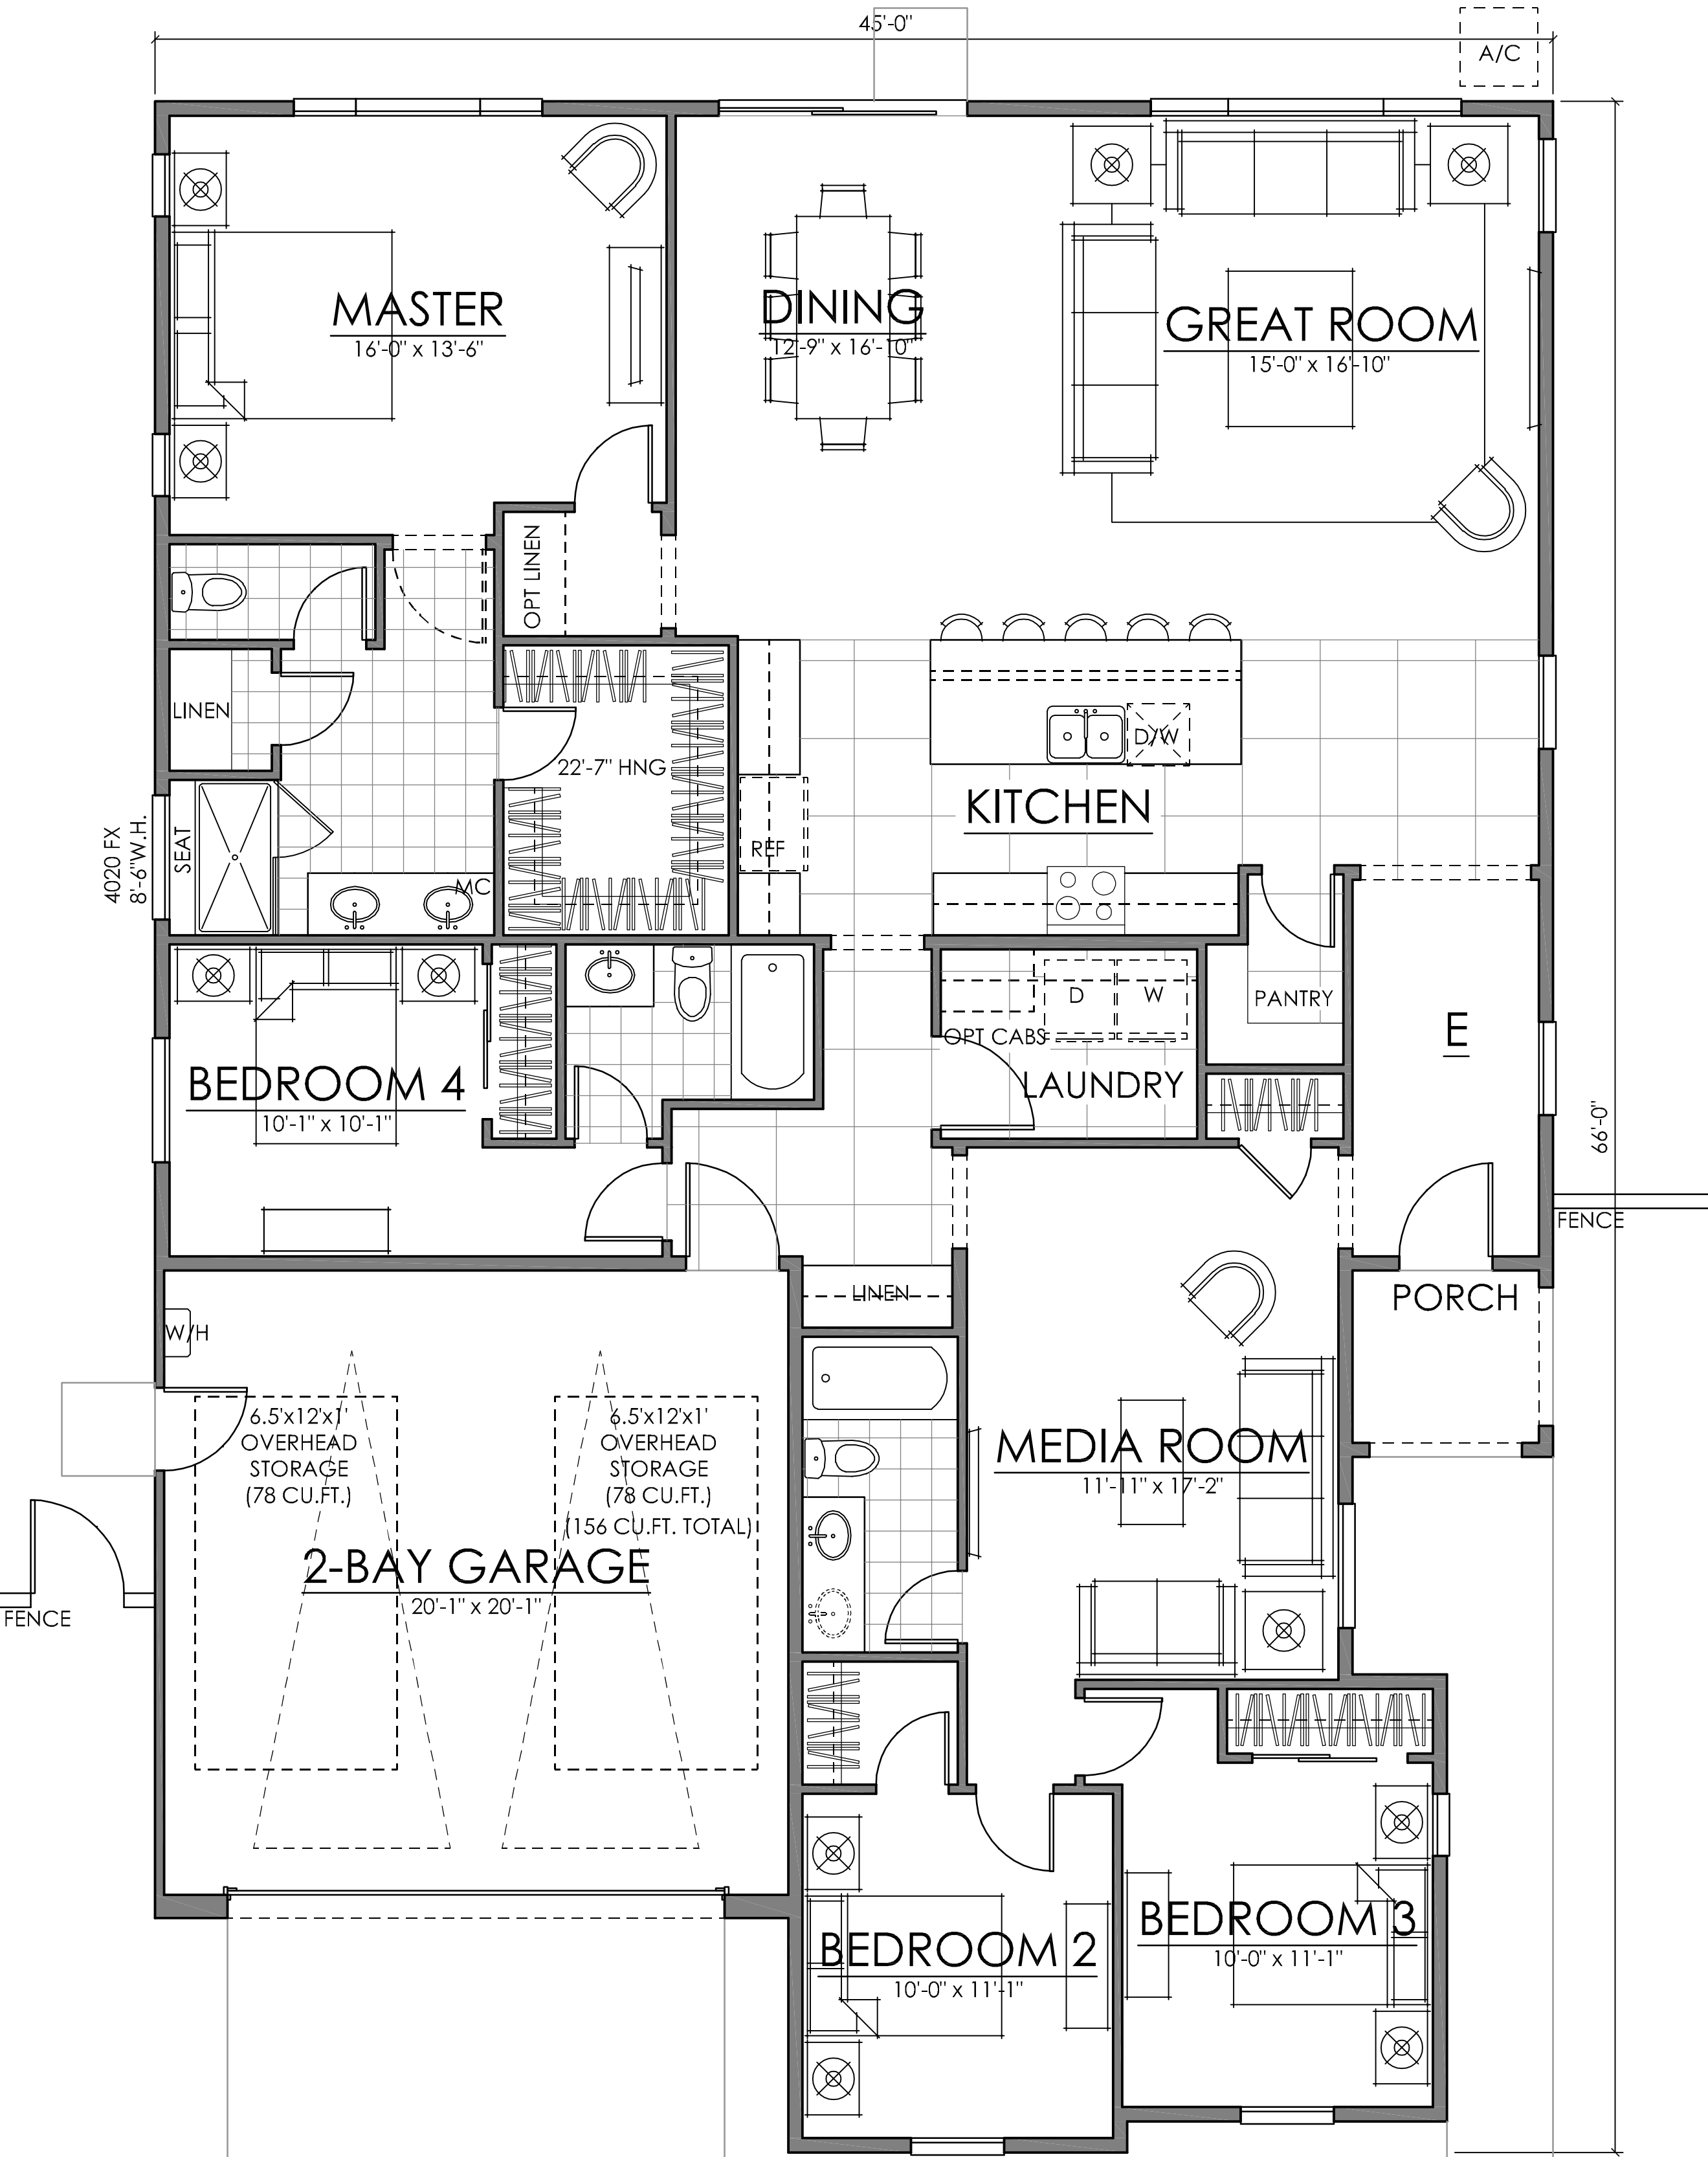 45'-0"
A/C
MASTER
16'-0" x 13'-6"
DINING
12'-9" x 16'-10"
GREAT ROOM
15'-0" x 16'-10"
OPT LINEN
LINEN
22'-7" HNG
D/W
KITCHEN
REF
4020 FX
8'-6"W.H.
SEAT
MC
D
W
OPT CABS
LAUNDRY
PANTRY
E
BEDROOM 4
10'-1" x 10'-1"
66'-0"
FENCE
LINEN
PORCH
W/H
6.5'x12'x1'
OVERHEAD
STORAGE
(78 CU.FT.)
6.5'x12'x1'
OVERHEAD
STORAGE
(78 CU.FT.)
(156 CU.FT. TOTAL)
2-BAY GARAGE
20'-1" x 20'-1"
MEDIA ROOM
11'-11" x 17'-2"
FENCE
BEDROOM 2
10'-0" x 11'-1"
BEDROOM 3
10'-0" x 11'-1"